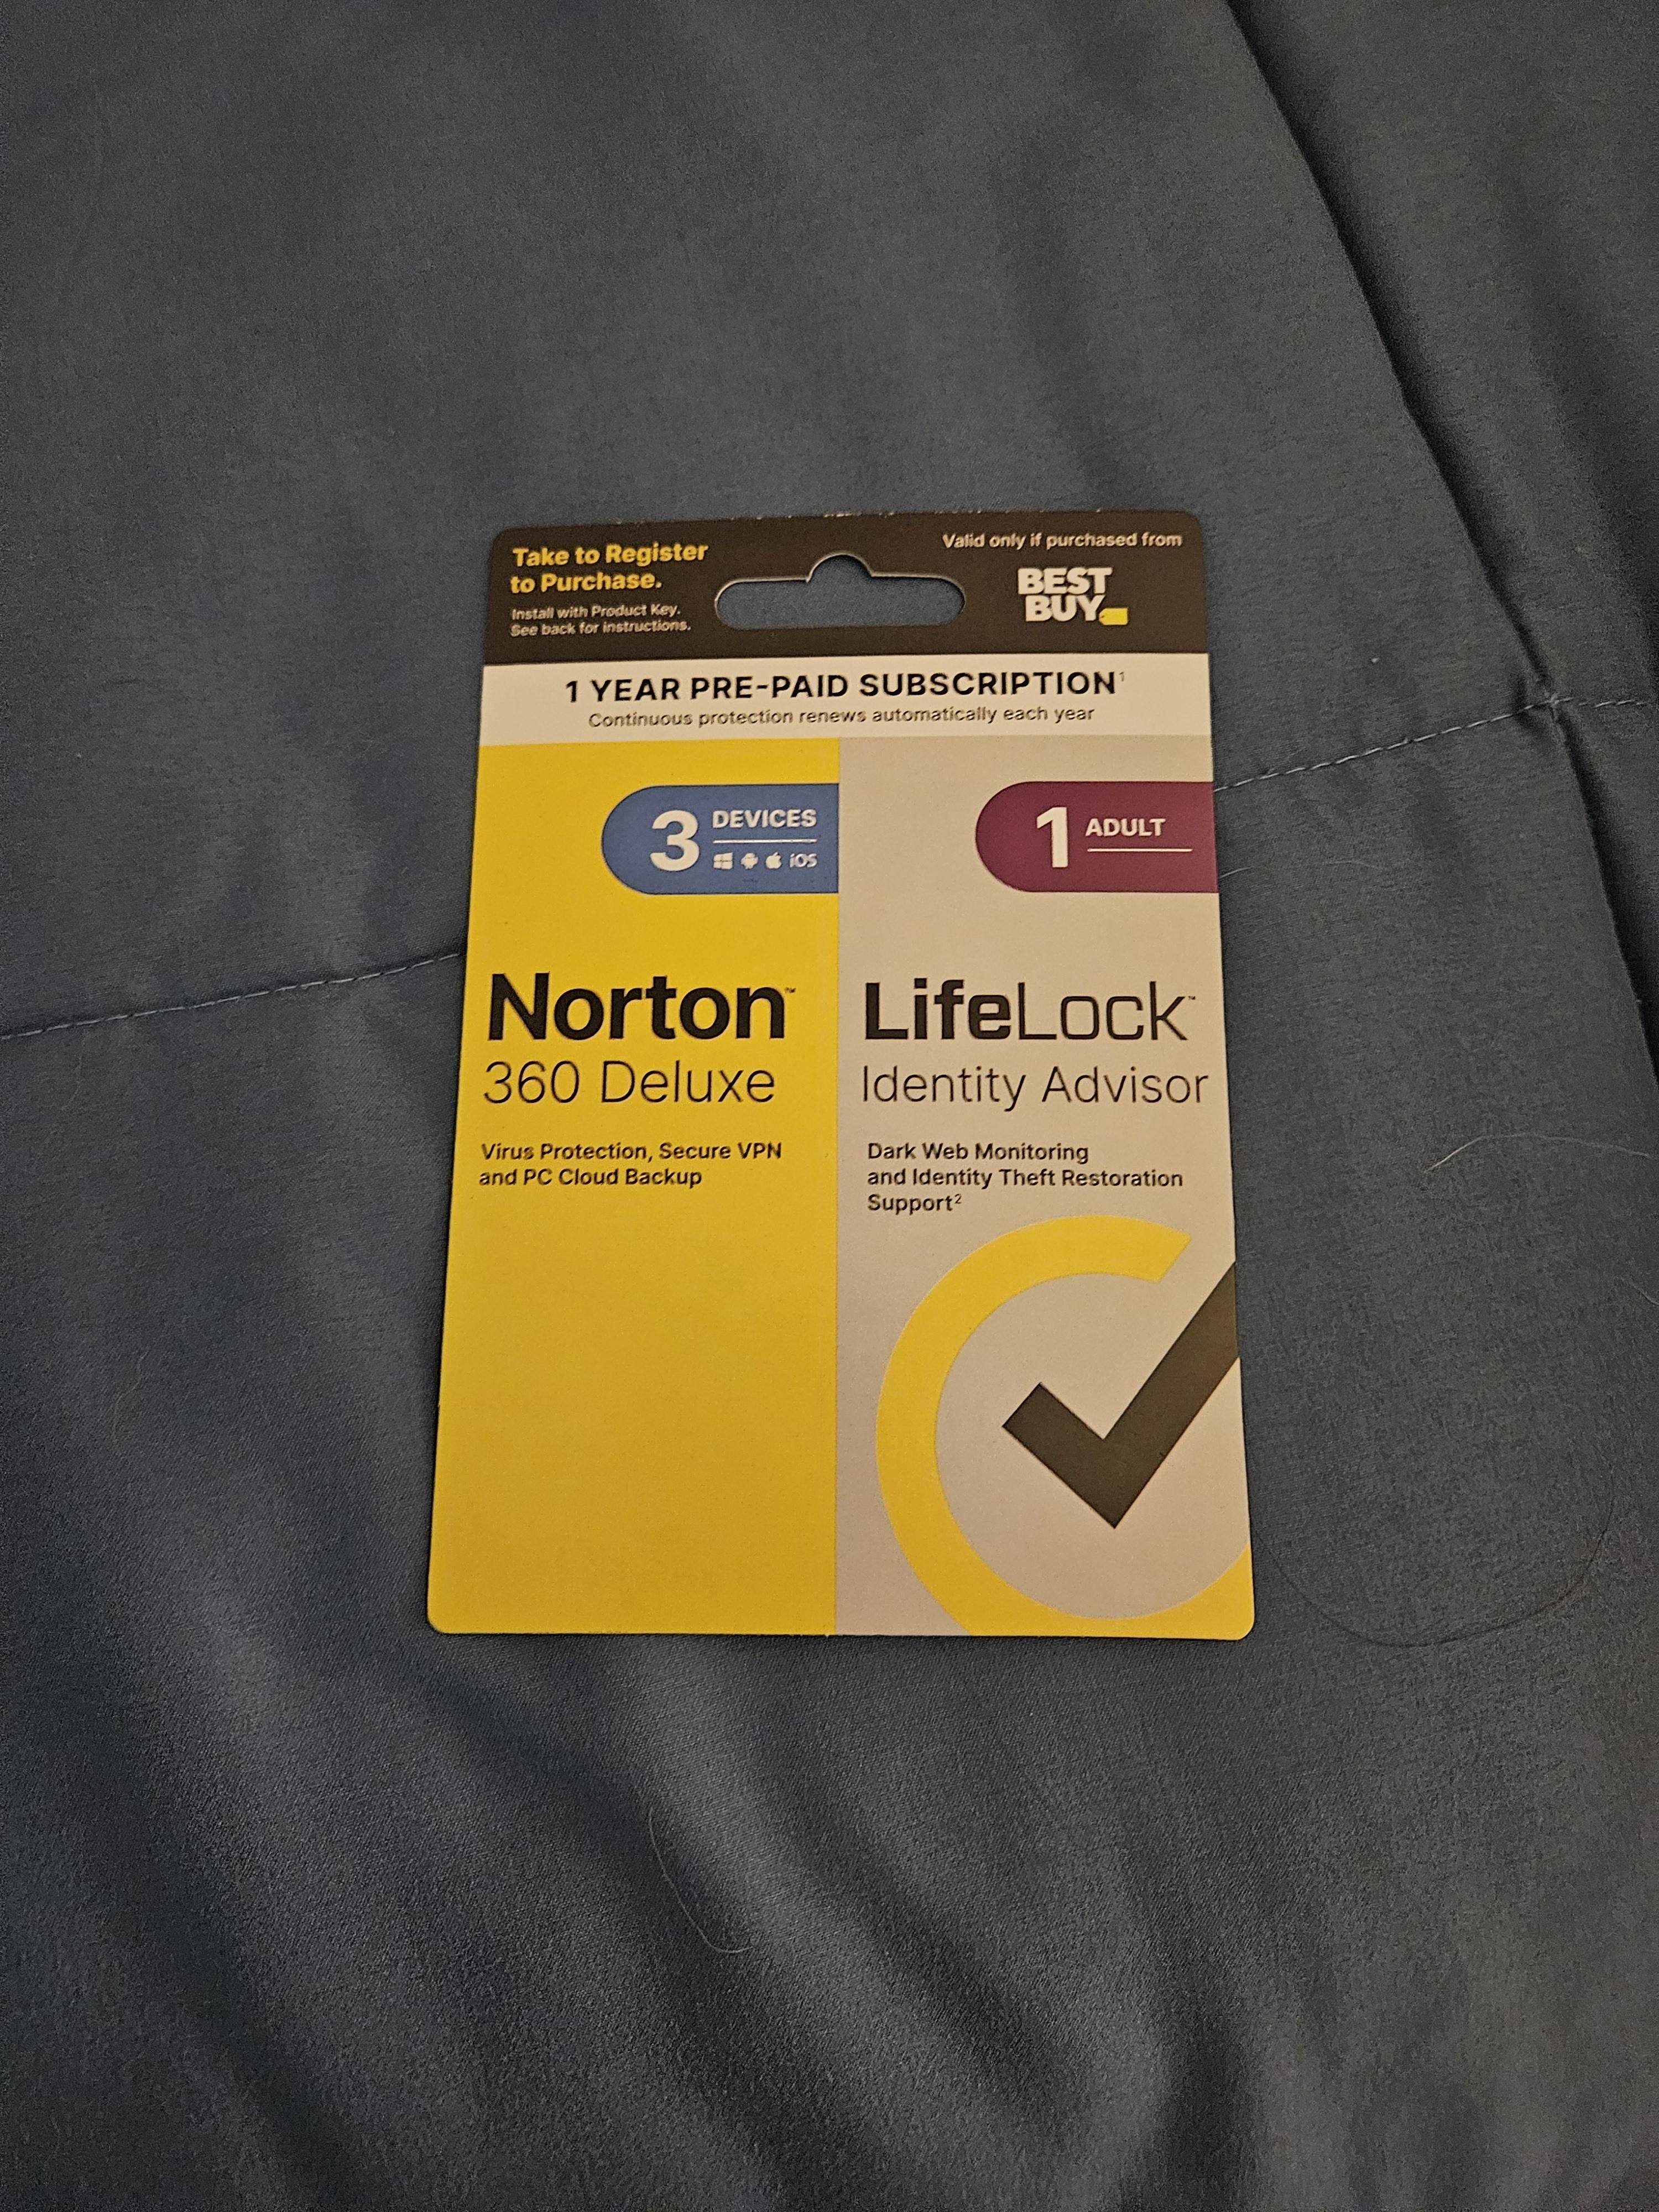 Take to Register
to Purchase.
Install with Product Key.
See back for instructions.
Valid only if purchased from
BEST
BUY
1 YEAR PRE-PAID SUBSCRIPTION¹
Continuous protection renews automatically each year
3 DEVICES
iOS
1 ADULT
Norton™
360 Deluxe
Virus Protection, Secure VPN
and PC Cloud Backup
LifeLock™
Identity Advisor
Dark Web Monitoring
and Identity Theft Restoration
Support²